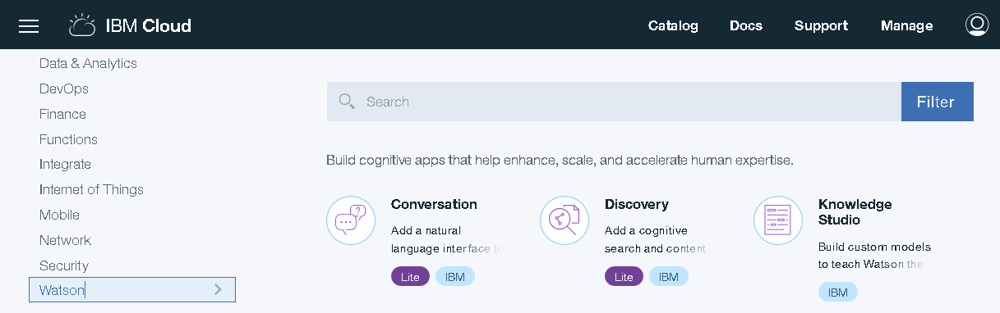 IBM Cloud
Catalog
Docs
Support
Manage
Data & Analytics
DevOps
Finance
Functions
Integrate
Internet of Things
Mobile
Network
Security
Watson
Search
Filter
Build cognitive apps that help enhance, scale, and accelerate human expertise.
?
Conversation
Add a natural
language interface to
Lite
IBM
Discovery
Add a cognitive
search and content
Lite
IBM
Knowledge
Studio
Build custom models
to teach Watson the
IBM